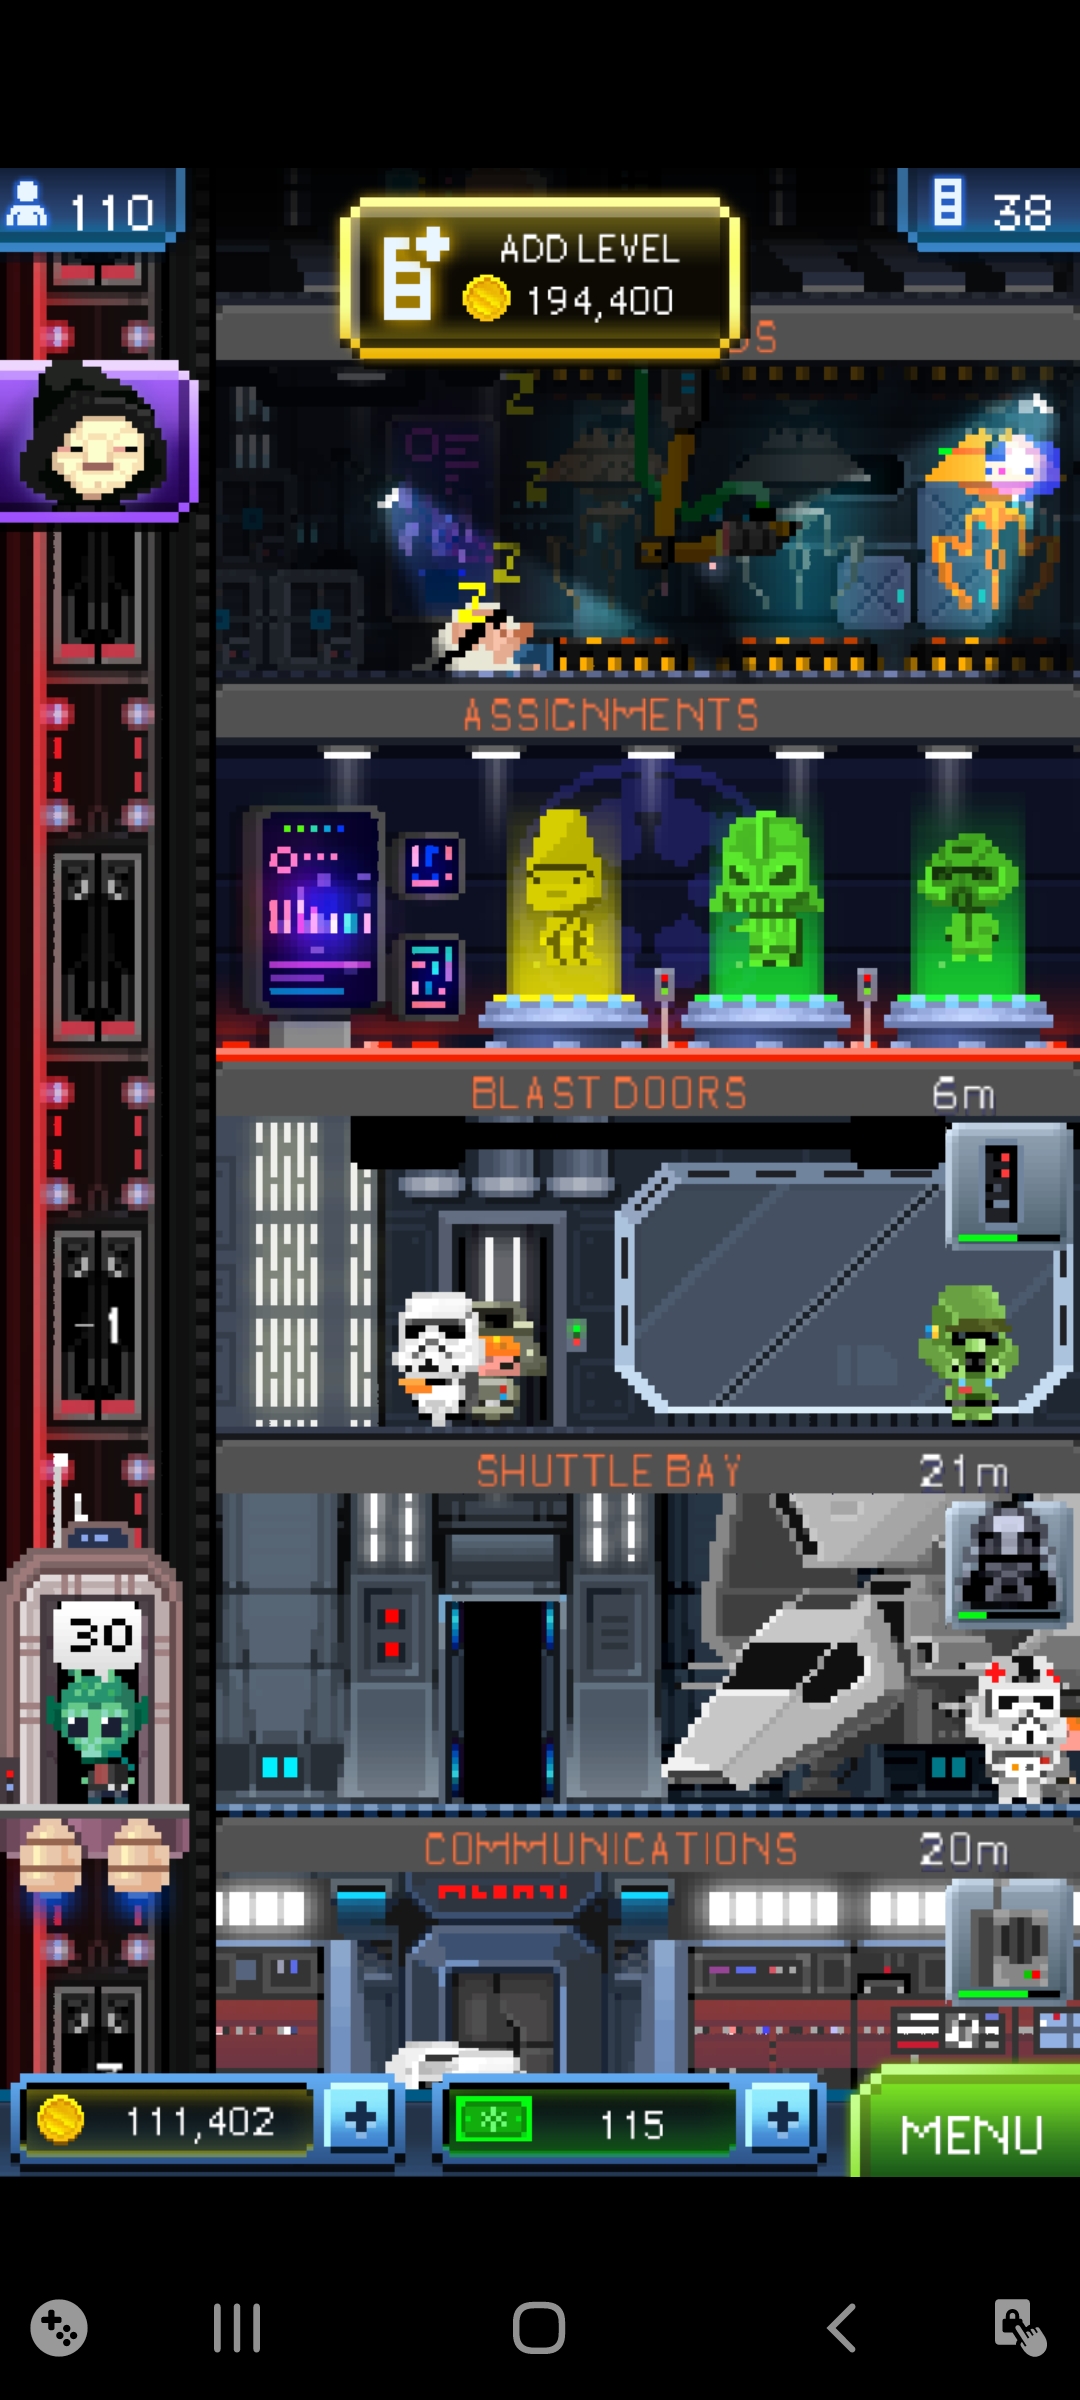 110
38
ADD LEVEL
194,400
Z
Z
Z
Z
ASSIGNMENTS
BLAST DOORS 6m
-1
SHUTTLE BAY 21m
30
COMMUNICATIONS 20m
111,402
115
MENU